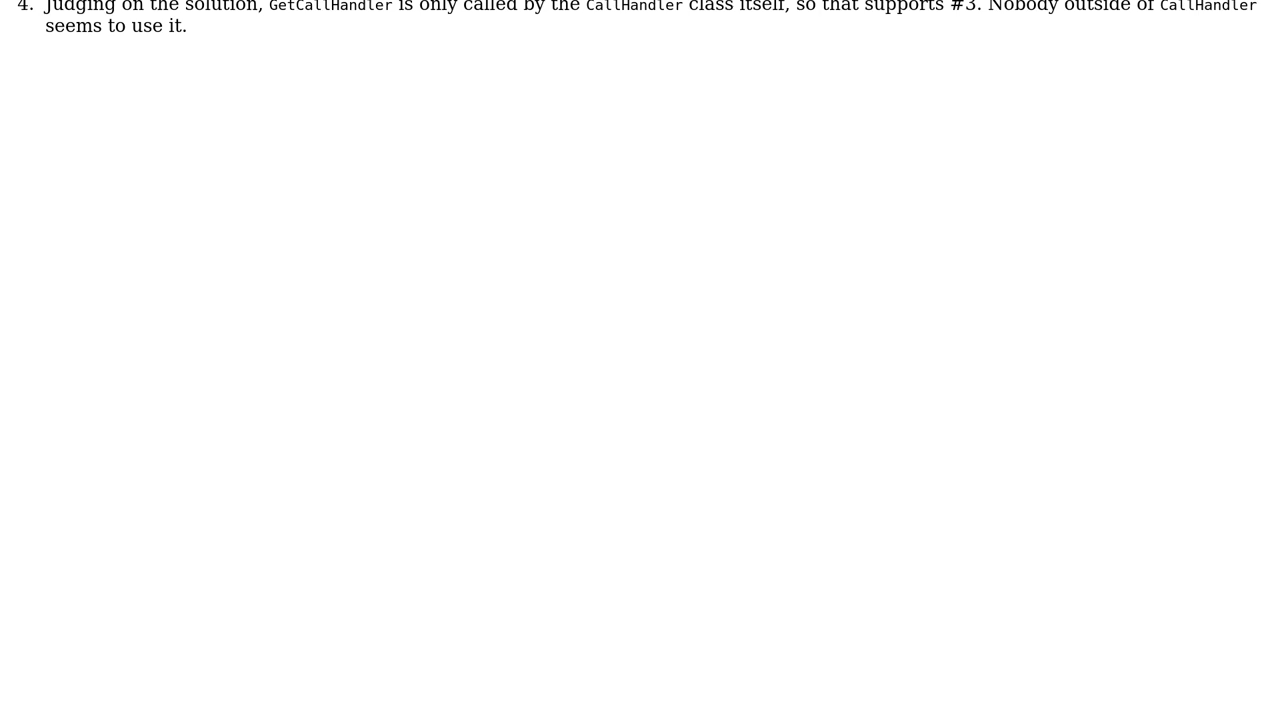 4. Judging on the solution, GetCallHandler is only called by the CallHandler class itself, so that supports #3. Nobody outside of CallHandler
seems to use it.